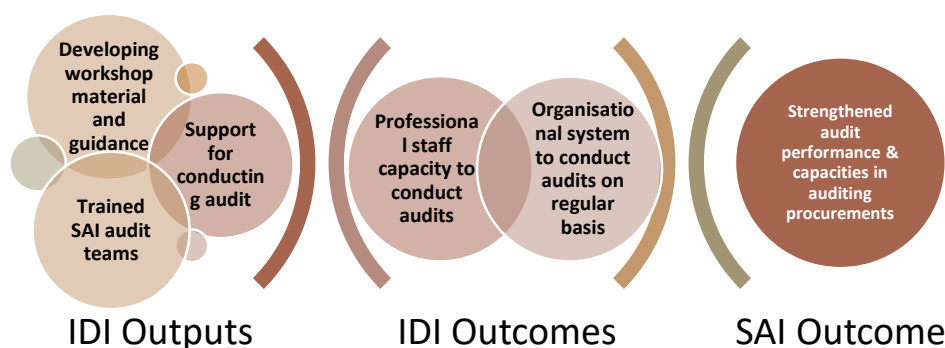 Developing
workshop
material
and
guidance
Support
for
conductin
g audit
Trained
SAI audit
teams
IDI Outputs
Professiona
l staff
capacity to
conduct
audits
Organisatio
nal system
to conduct
audits on
regular
basis
IDI Outcomes
Strengthened
audit
performance &
capacities in
auditing
procurements
SAI Outcome